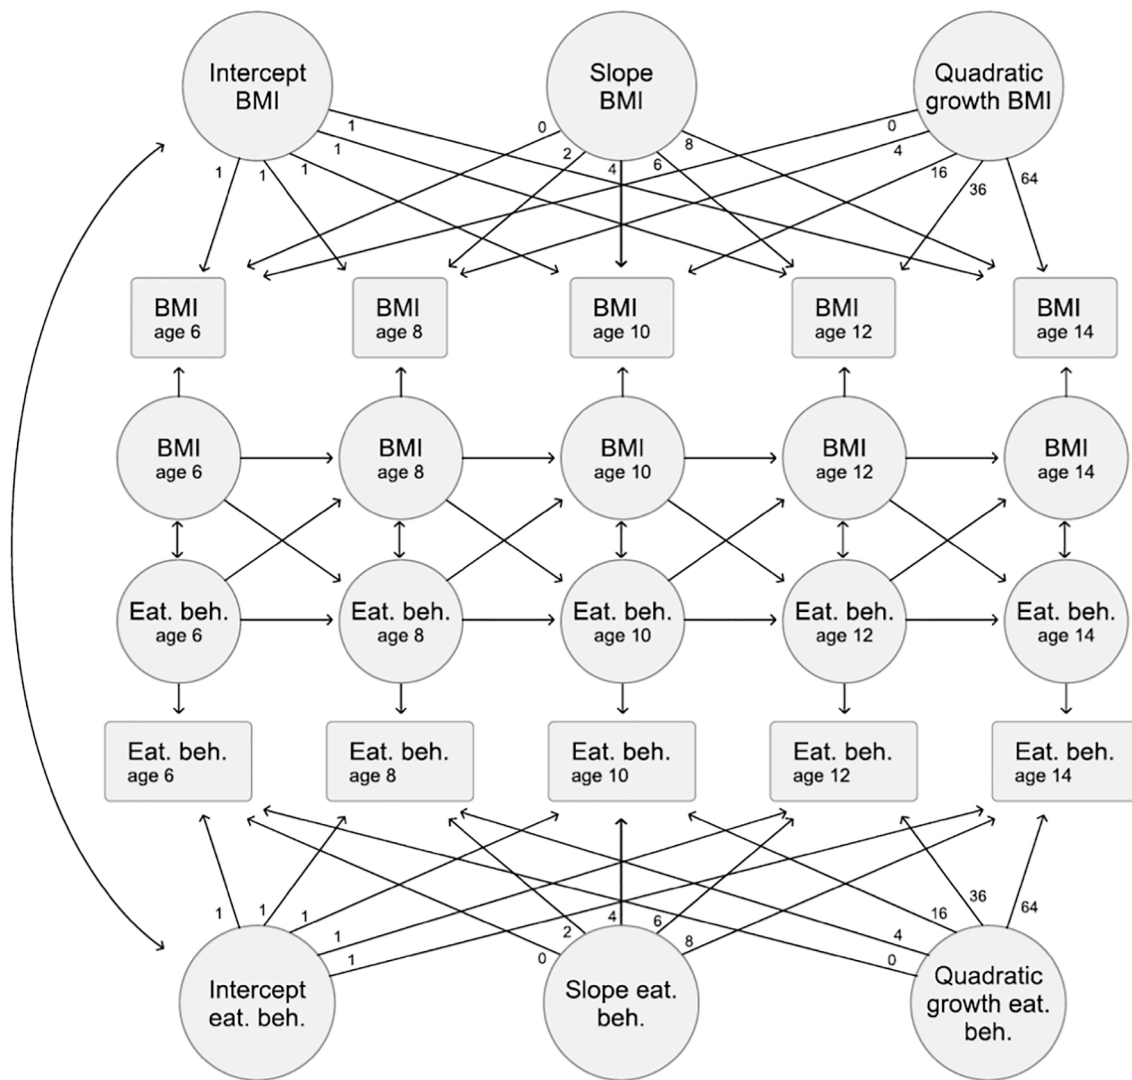 Intercept
BMI
Slope
BMI
Quadratic
growth BMI
1 1 1 1 1
0 2 4 6 8
0 4 16 36 64
BMI
age 6
BMI
age 8
BMI
age 10
BMI
age 12
BMI
age 14
BMI
age 6
BMI
age 8
BMI
age 10
BMI
age 12
BMI
age 14
Eat. beh.
age 6
Eat. beh.
age 8
Eat. beh.
age 10
Eat. beh.
age 12
Eat. beh.
age 14
Eat. beh.
age 6
Eat. beh.
age 8
Eat. beh.
age 10
Eat. beh.
age 12
Eat. beh.
age 14
1 1 1 1 1
0 2 4 6 8
0 4 16 36 64
Intercept
eat. beh.
Slope eat.
beh.
Quadratic
growth eat.
beh.